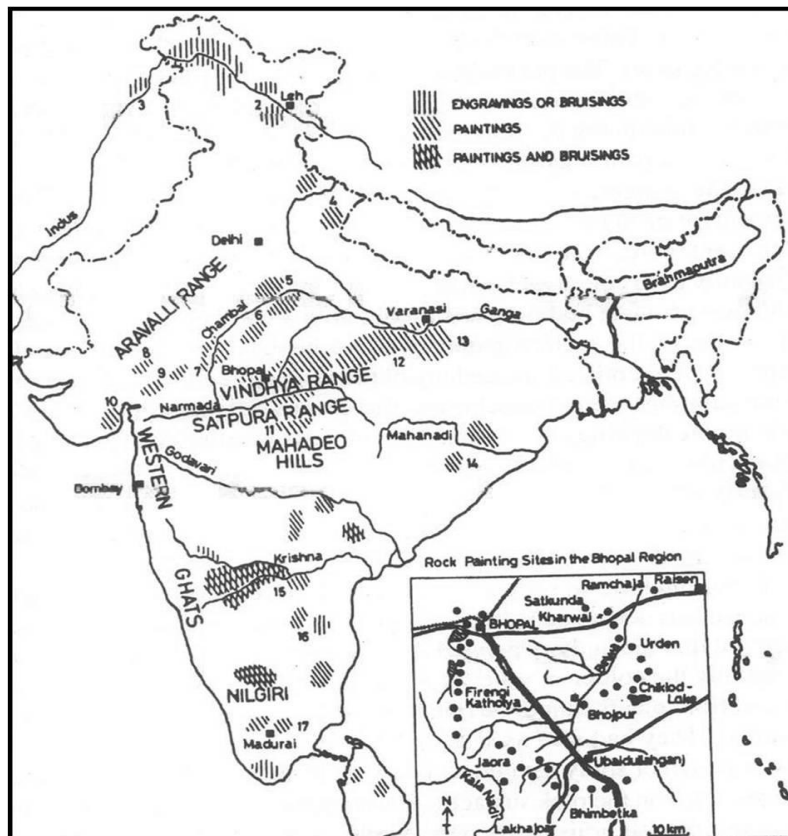 1
3
2
Leh
ENGRAVINGS OR BRUISINGS
PAINTINGS
PAINTINGS AND BRUISINGS
Indus
4
Delhi
Brahmaputra
ARAVALLI RANGE
Chambal
5
6
Varanasi
Ganga
8
9
7
Bhopal
12
13
VINDHYA RANGE
10
Narmada
SATPURA RANGE
11
MAHADEO
HILLS
Mahanadi
14
WESTERN
GHATS
Godavari
Bombay
Krishna
15
16
NILGIRI
17
Madurai
Rock Painting Sites in the Bhopal Region
Ramchaja
Raisen
Satkunda
Kharwai
BHOPAL
Betwa
Urden
Firengi
Katholya
Chiklod-
Lake
Bhojpur
Jaora
Ubaidullahganj
Kala Nadi
N
Bhimbetka
Lakhajoar
10 km